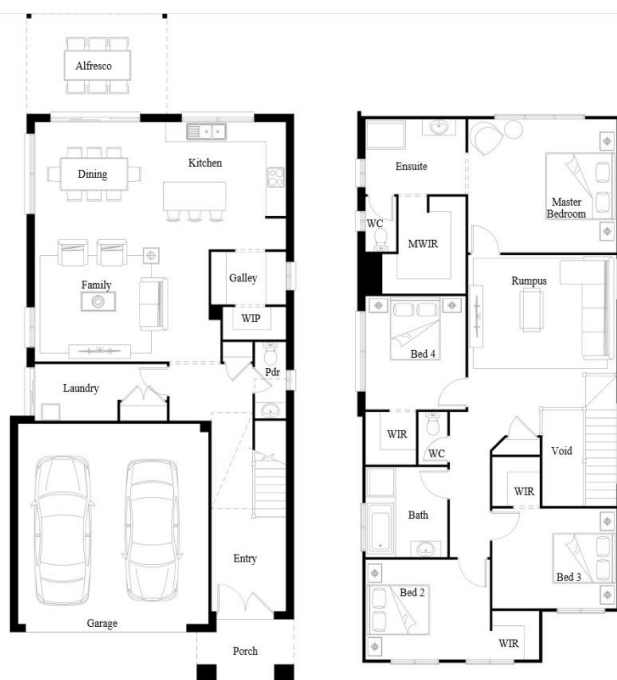 Alfresco
Kitchen
Dining
Galley
Family
WIP
Pdr
Laundry
Entry
Garage
Porch
Ensuite
Master
Bedroom
WC
MWIR
Rumpus
Bed 4
WIR
WC
Void
WIR
Bath
Bed 3
Bed 2
WIR